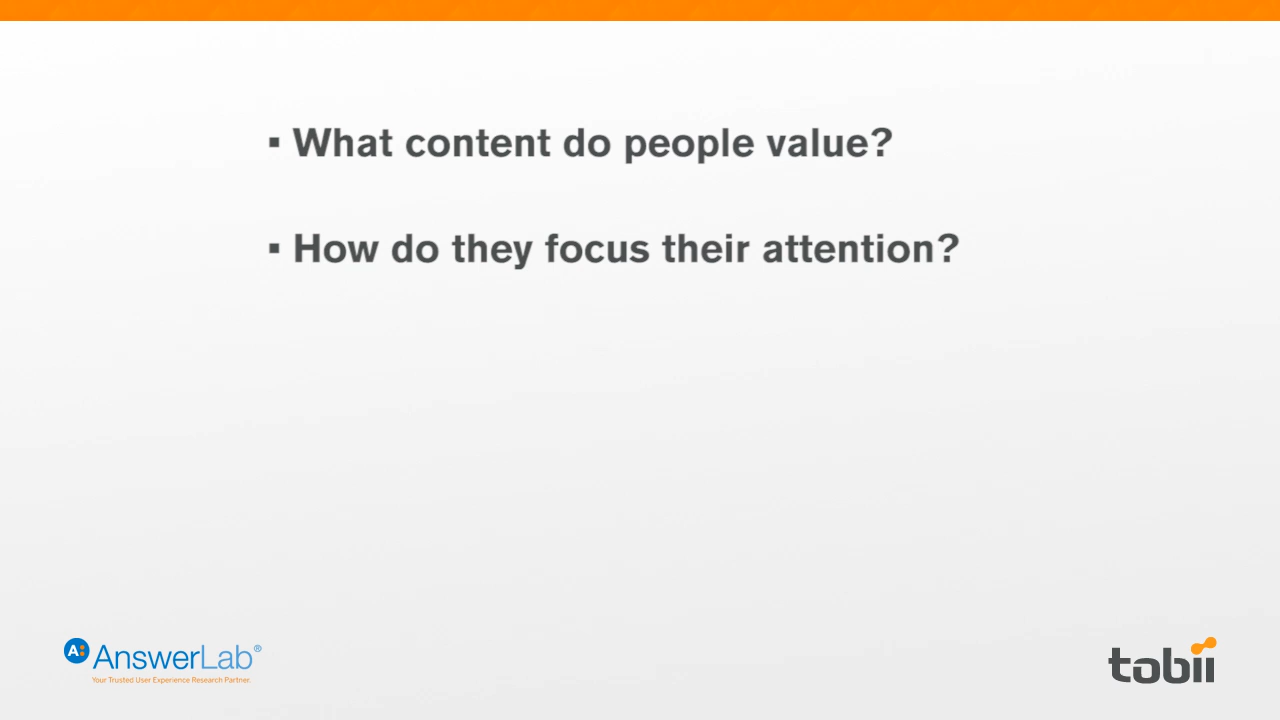 ▪ What content do people value?
▪ How do they focus their attention?
A: AnswerLab®
Your Trusted User Experience Research Partner.
tobii